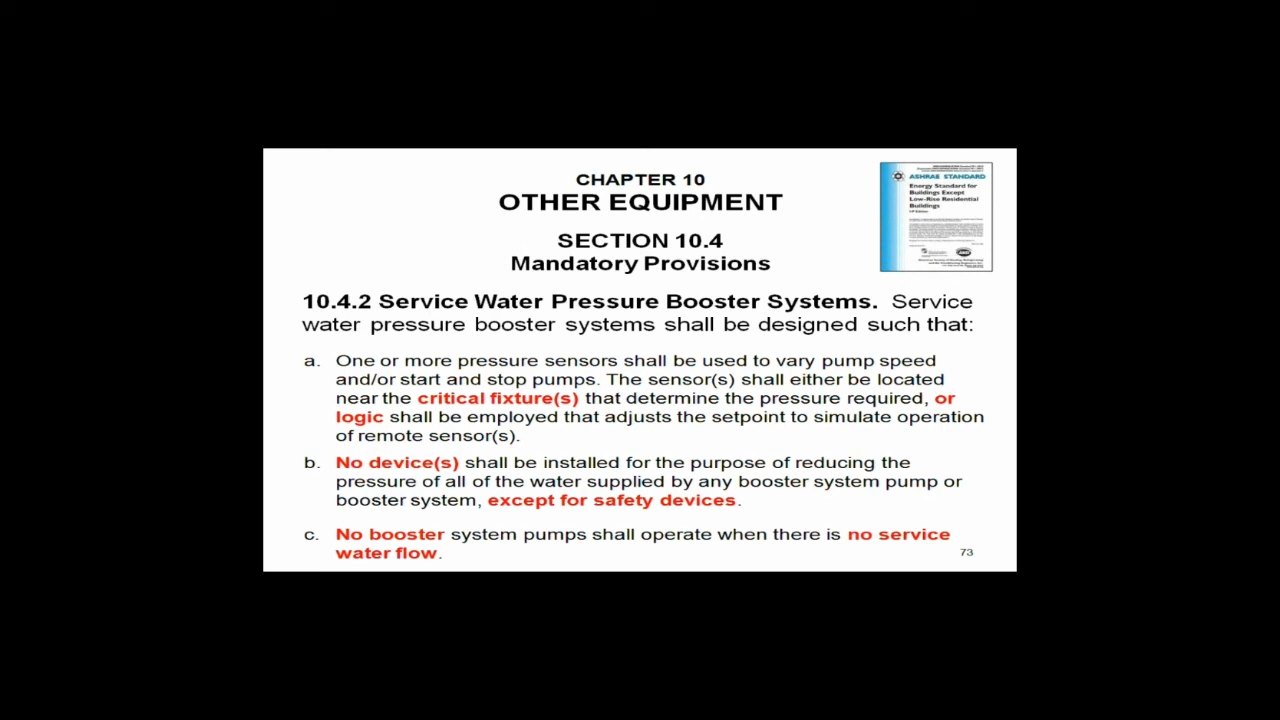 CHAPTER 10
OTHER EQUIPMENT
SECTION 10.4
Mandatory Provisions
ASHRAE STANDARD
Energy Standard for
Buildings Except
Low-Rise Residential
Buildings
10.4.2 Service Water Pressure Booster Systems. Service
water pressure booster systems shall be designed such that:
a. One or more pressure sensors shall be used to vary pump speed
and/or start and stop pumps. The sensor(s) shall either be located
near the critical fixture(s) that determine the pressure required, or
logic shall be employed that adjusts the setpoint to simulate operation
of remote sensor(s).
b. No device(s) shall be installed for the purpose of reducing the
pressure of all of the water supplied by any booster system pump or
booster system, except for safety devices.
c. No booster system pumps shall operate when there is no service
water flow.
73